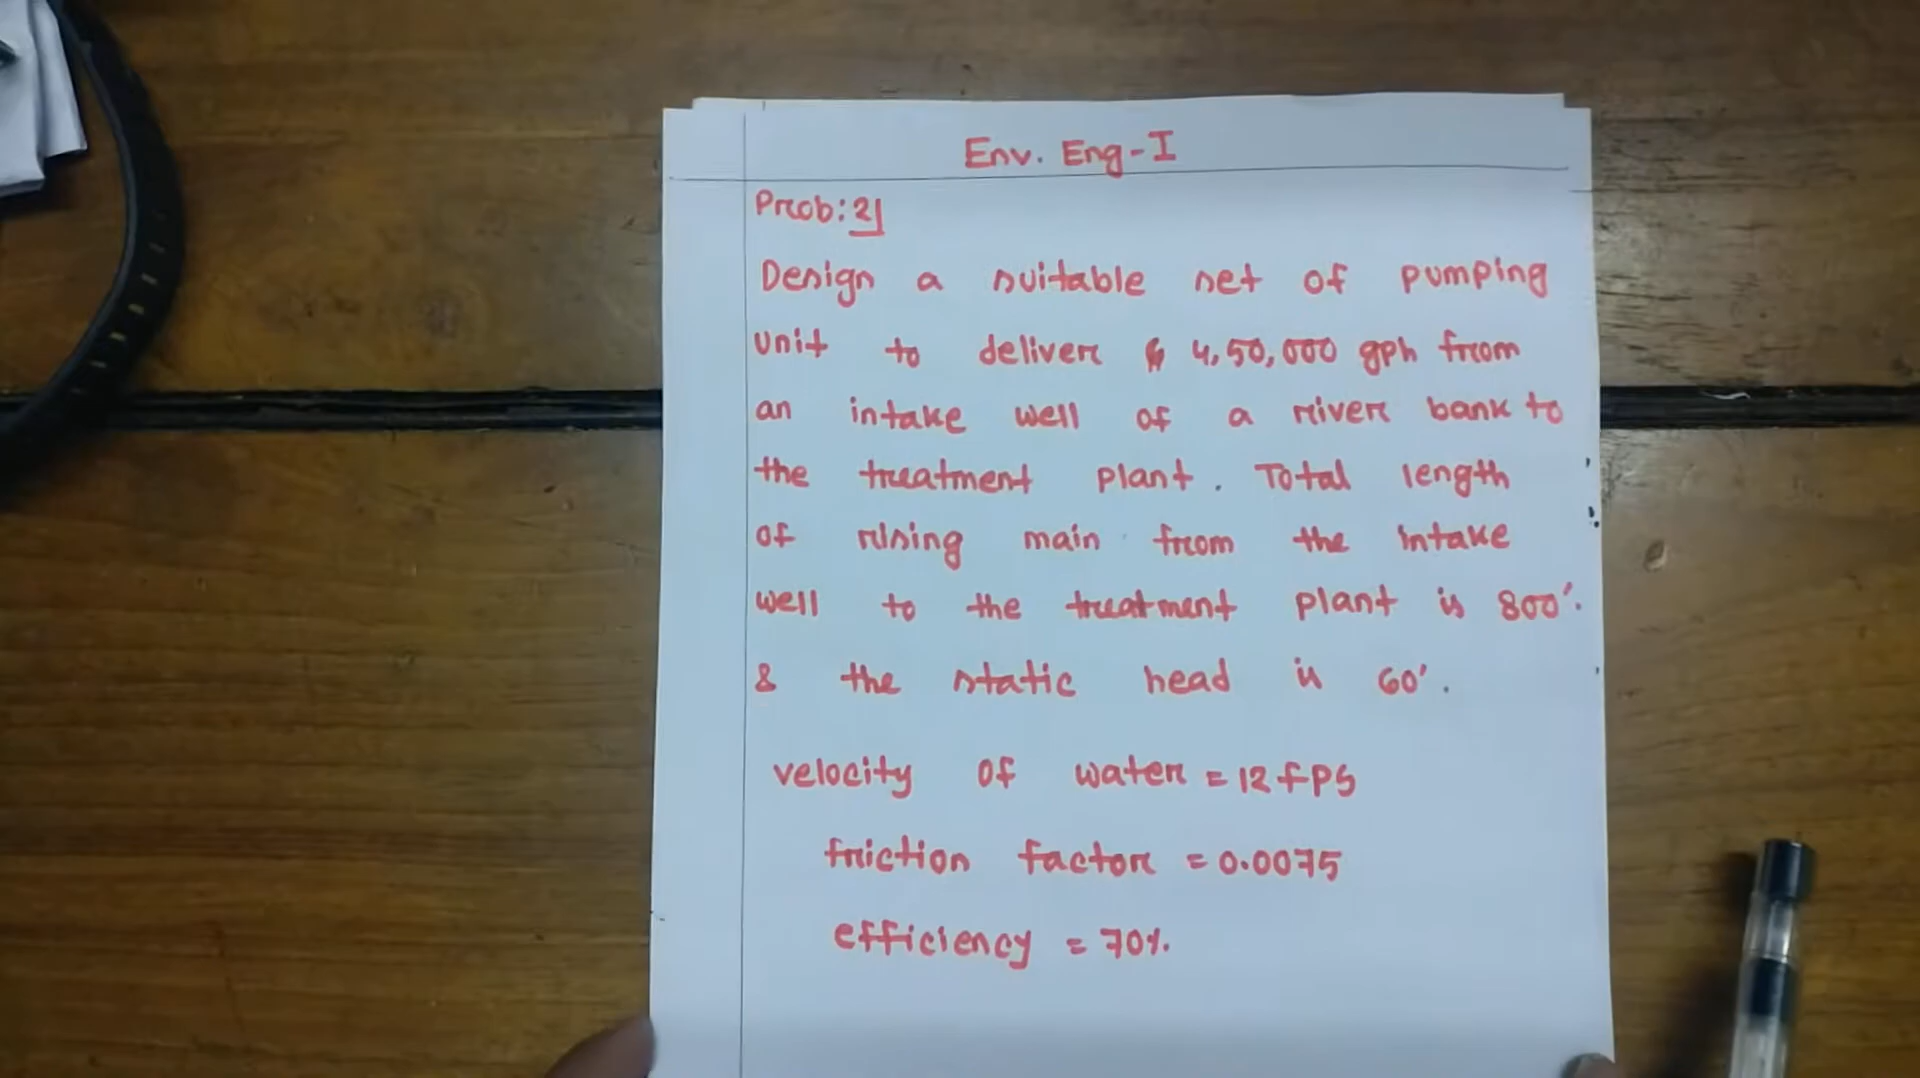 Env. Eng-I
Prob: 2]
Design a suitable set of pumping
unit to deliver 4,50,000 gph from
an intake well of a river bank to
the treatment plant. Total length
of rising main from the intake
well to the treatment plant is 800'.
& the static head is 60'.
velocity of water = 12 fps
friction factor = 0.0075
efficiency = 70%.